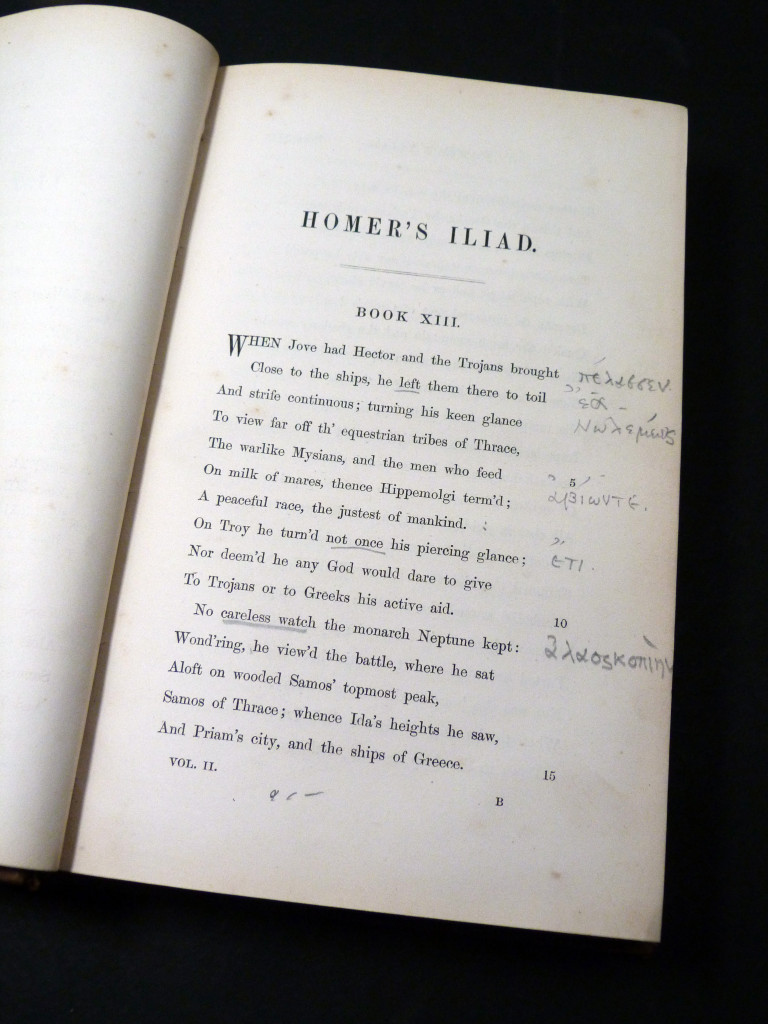 HOMER'S ILIAD.
BOOK XIII.
WHEN Jove had Hector and the Trojans brought πέλασσεν.
Close to the ships, he left them there to toil
And strife continuous; turning his keen glance νωλεμέως
To view far off th' equestrian tribes of Thrace,
The warlike Mysians, and the men who feed 5
On milk of mares, thence Hippemolgi term'd;
A peaceful race, the justest of mankind.
On Troy he turn'd not once his piercing glance; ἔτι.
Nor deem'd he any God would dare to give
To Trojans or to Greeks his active aid. 10
No careless watch the monarch Neptune kept: ἀλαοσκοπιὴν
Wond'ring, he view'd the battle, where he sat
Aloft on wooded Samos' topmost peak,
Samos of Thrace; whence Ida's heights he saw,
And Priam's city, and the ships of Greece. 15
VOL. II. B